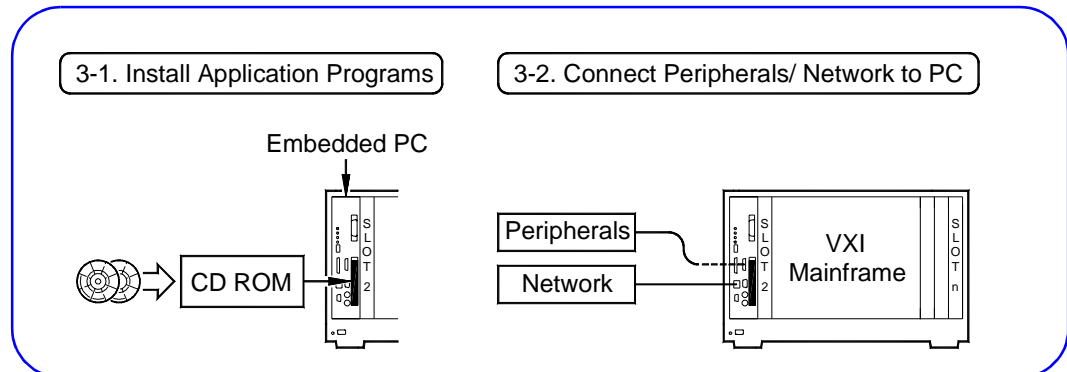 3-1. Install Application Programs
Embedded PC
SLOT 2
CD ROM
3-2. Connect Peripherals/ Network to PC
Peripherals
Network
SLOT 2
VXI
Mainframe
SLOT n